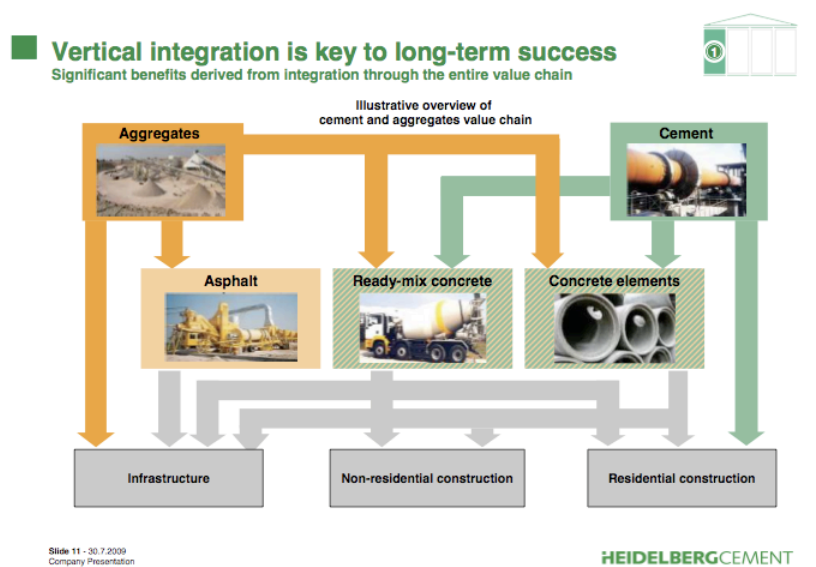 Vertical integration is key to long-term success
Significant benefits derived from integration through the entire value chain
1
Illustrative overview of
cement and aggregates value chain
Aggregates
Cement
Asphalt
Ready-mix concrete
Concrete elements
Infrastructure
Non-residential construction
Residential construction
Slide 11 - 30.7.2009
Company Presentation
HEIDELBERGCEMENT